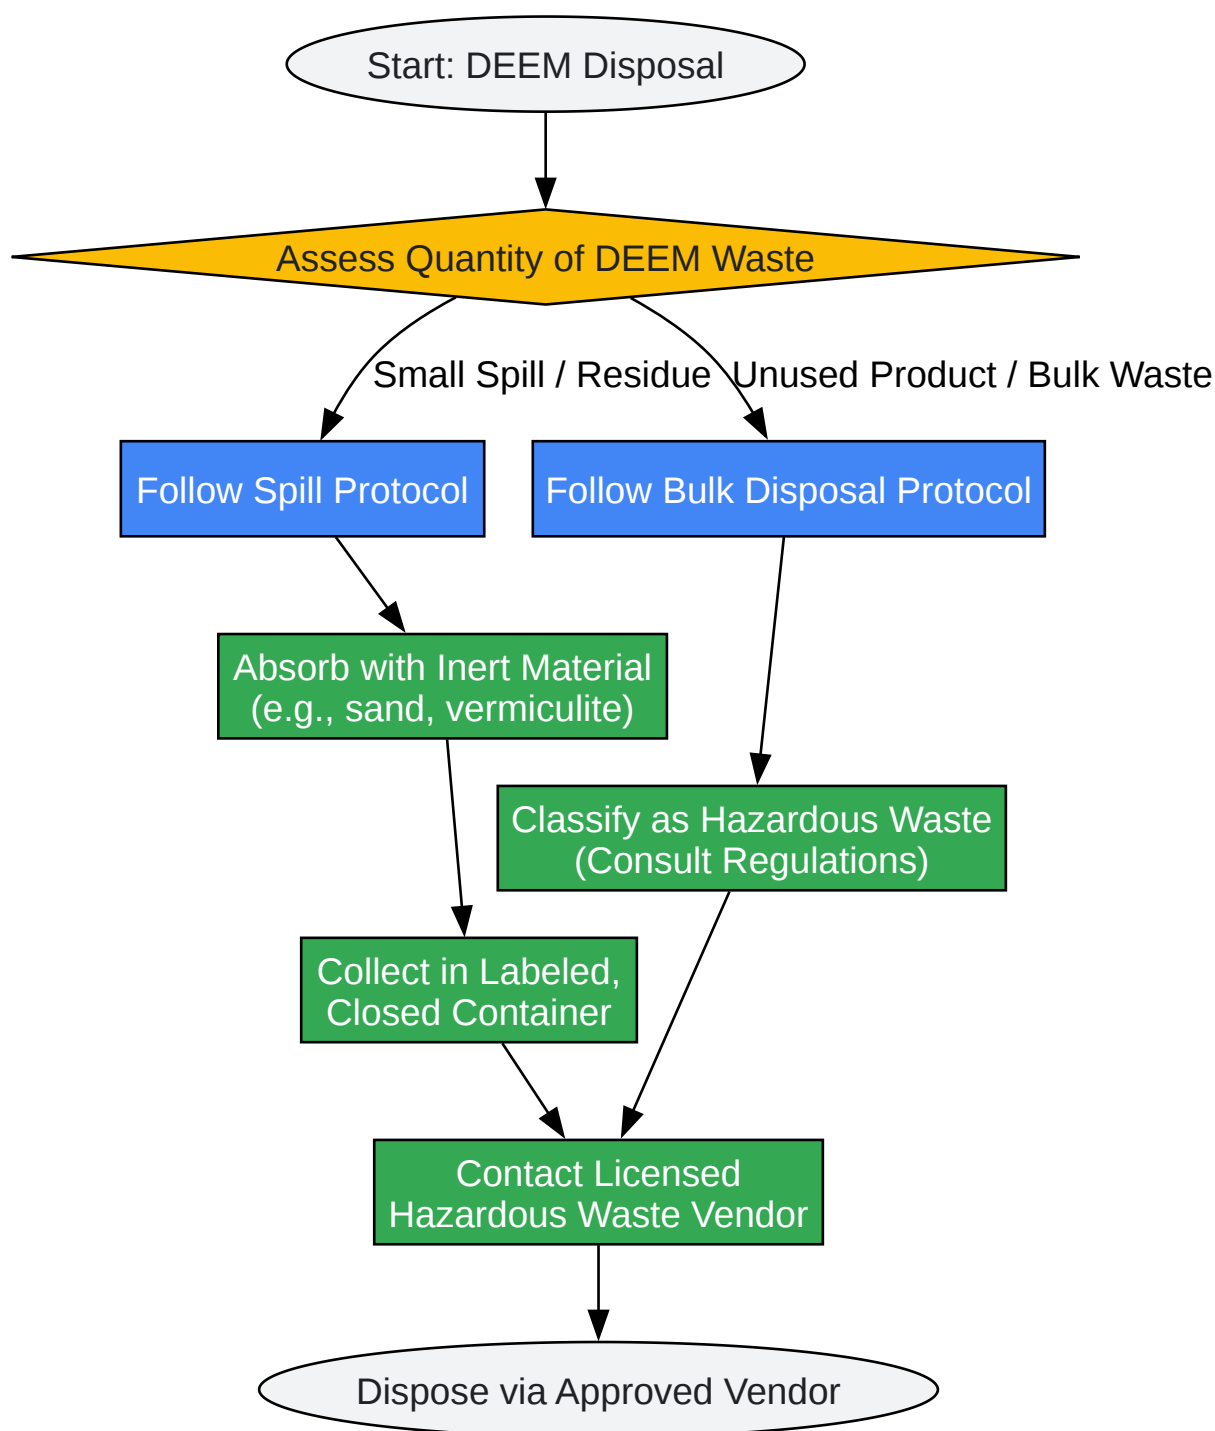 Start: DEEM Disposal
Assess Quantity of DEEM Waste
Small Spill / Residue
Unused Product / Bulk Waste
Follow Spill Protocol
Follow Bulk Disposal Protocol
Absorb with Inert Material
(e.g., sand, vermiculite)
Classify as Hazardous Waste
(Consult Regulations)
Collect in Labeled,
Closed Container
Contact Licensed
Hazardous Waste Vendor
Dispose via Approved Vendor